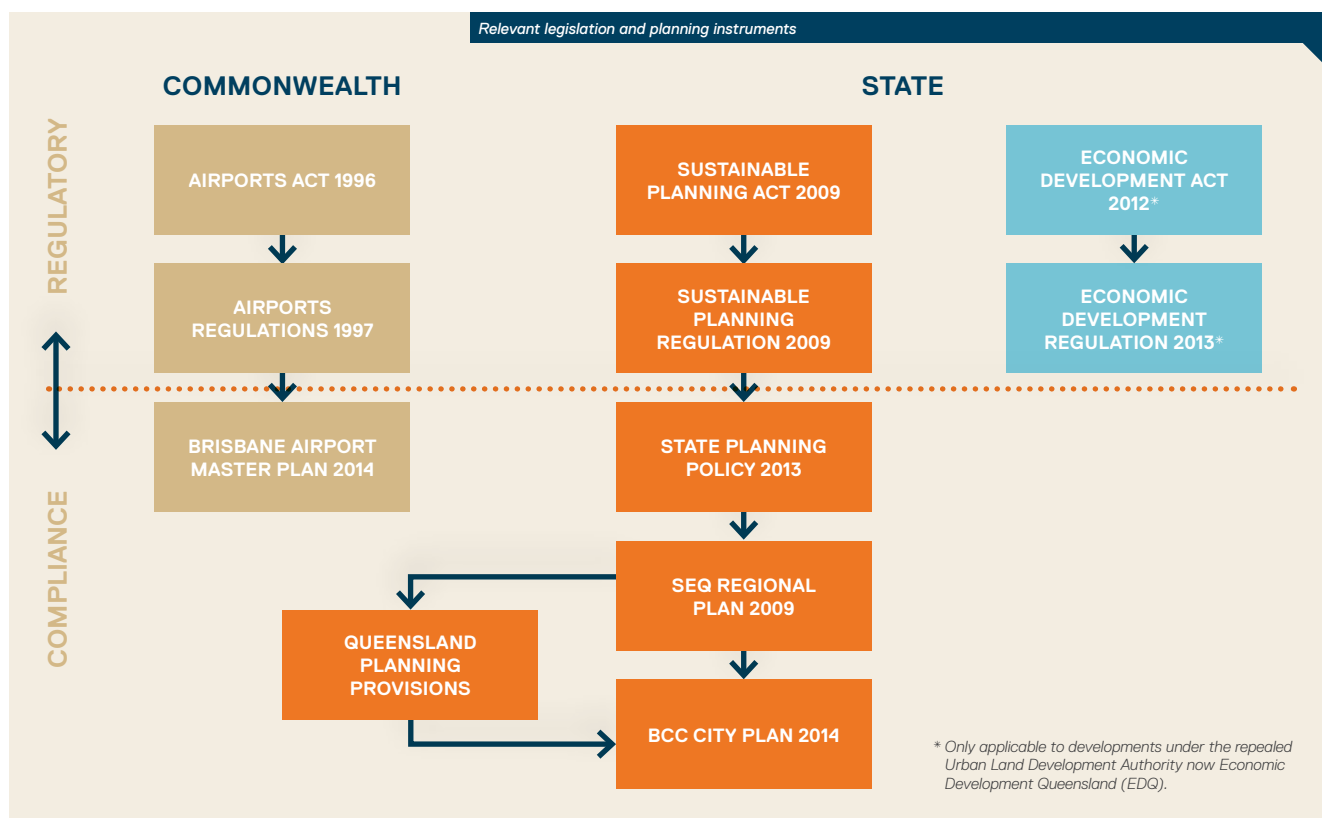 Relevant legislation and planning instruments
COMMONWEALTH
STATE
REGULATORY
COMPLIANCE
AIRPORTS ACT 1996
AIRPORTS
REGULATIONS 1997
BRISBANE AIRPORT
MASTER PLAN 2014
SUSTAINABLE
PLANNING ACT 2009
SUSTAINABLE
PLANNING
REGULATION 2009
STATE PLANNING
POLICY 2013
SEQ REGIONAL
PLAN 2009
QUEENSLAND
PLANNING
PROVISIONS
BCC CITY PLAN 2014
ECONOMIC
DEVELOPMENT ACT
2012*
ECONOMIC
DEVELOPMENT
REGULATION 2013*
* Only applicable to developments under the repealed
Urban Land Development Authority now Economic
Development Queensland (EDQ).